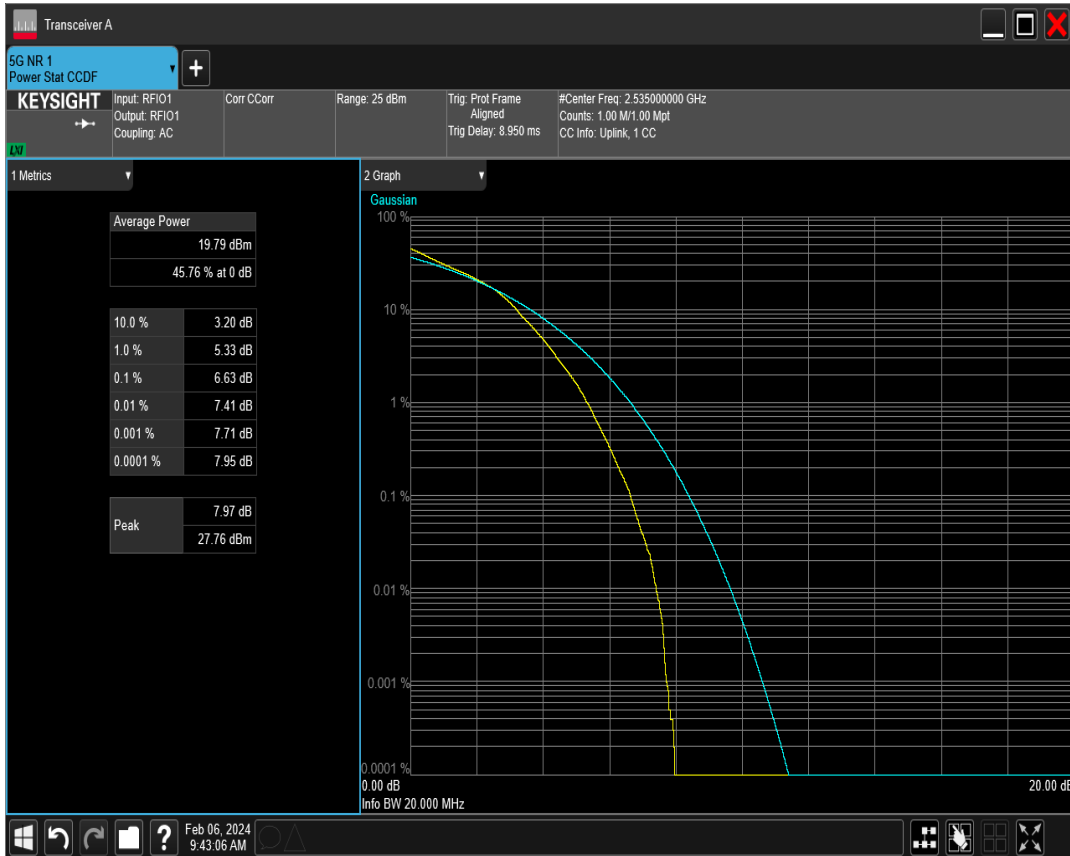 Transceiver A
5G NR 1
Power Stat CCDF
KEYSIGHT
LXI
Input: RFIO1
Output: RFIO1
Coupling: AC
Corr CCorr
Range: 25 dBm
Trig: Prot Frame
Aligned
Trig Delay: 8.950 ms
#Center Freq: 2.535000000 GHz
Counts: 1.00 M/1.00 Mpt
CC Info: Uplink, 1 CC
1 Metrics
Average Power
19.79 dBm
45.76 % at 0 dB
10.0 % 3.20 dB
1.0 % 5.33 dB
0.1 % 6.63 dB
0.01 % 7.41 dB
0.001 % 7.71 dB
0.0001 % 7.95 dB
Peak
7.97 dB
27.76 dBm
2 Graph
Gaussian
100 %
10 %
1 %
0.1 %
0.01 %
0.001 %
0.0001 %
0.00 dB 20.00 dB
Info BW 20.000 MHz
?
Feb 06, 2024
9:43:06 AM